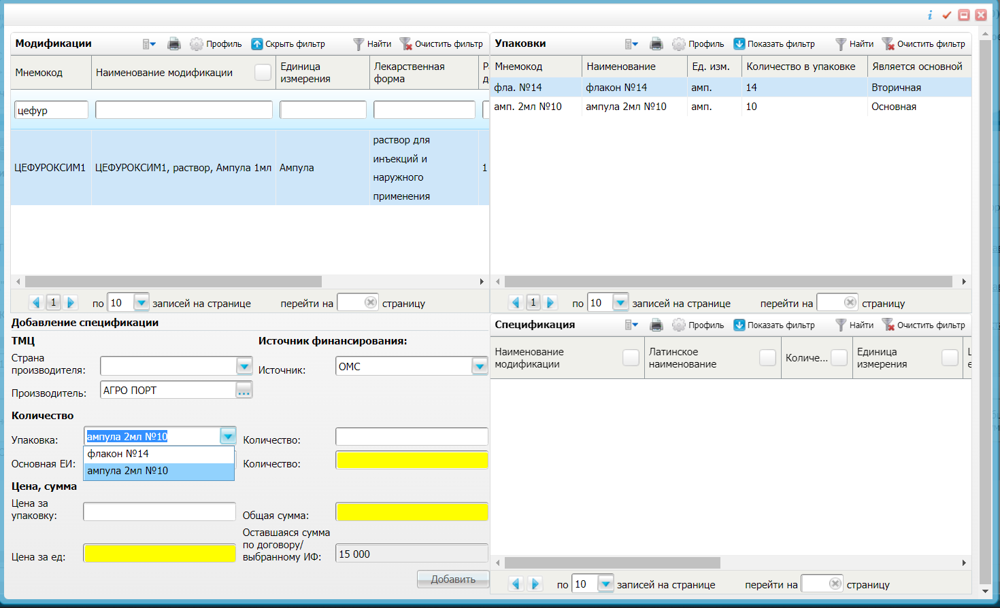 Модификации
Профиль
Скрыть фильтр
Найти
Очистить фильтр
Мнемокод
Наименование модификации
Единица
измерения
Лекарственная
форма
цефур
ЦЕФУРОКСИМ1
ЦЕФУРОКСИМ1, раствор, Ампула 1мл
Ампула
раствор для
инъекций и
наружного
применения
1
1
по 10 записей на странице
перейти на страницу
Упаковки
Профиль
Показать фильтр
Найти
Очистить фильтр
Мнемокод
Наименование
Ед. изм.
Количество в упаковке
Является основной
фла. №14
флакон №14
амп.
14
Вторичная
амп. 2мл №10
ампула 2мл №10
амп.
10
Основная
1
по 10 записей на странице
перейти на страницу
Добавление спецификации
ТМЦ
Источник финансирования:
Страна
производителя:
Источник:
ОМС
Производитель:
АГРО ПОРТ
...
Количество
Упаковка:
ампула 2мл №10
Количество:
флакон №14
ампула 2мл №10
Основная ЕИ:
Количество:
Цена, сумма
Цена за
упаковку:
Общая сумма:
Цена за ед:
Оставшаяся сумма
по договору/
выбранному ИФ:
15 000
Добавить
Спецификация
Профиль
Показать фильтр
Найти
Очистить фильтр
Наименование
модификации
Латинское
наименование
Количе...
Единица
измерения
по 10 записей на странице
перейти на страницу